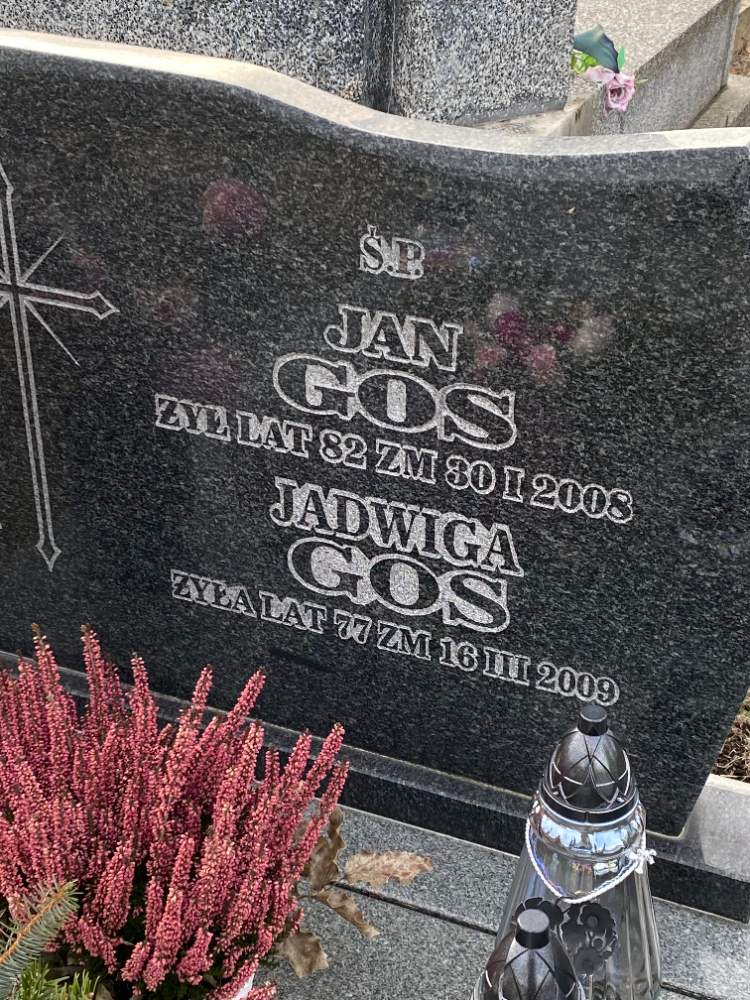 Ś.P.
JAN
GOS
ŻYŁ LAT 82 ZM 30 I 2008
JADWIGA
GOS
ŻYŁA LAT 77 ZM 16 III 2009